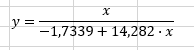 y = x / (−1,7339 + 14,282 · x)